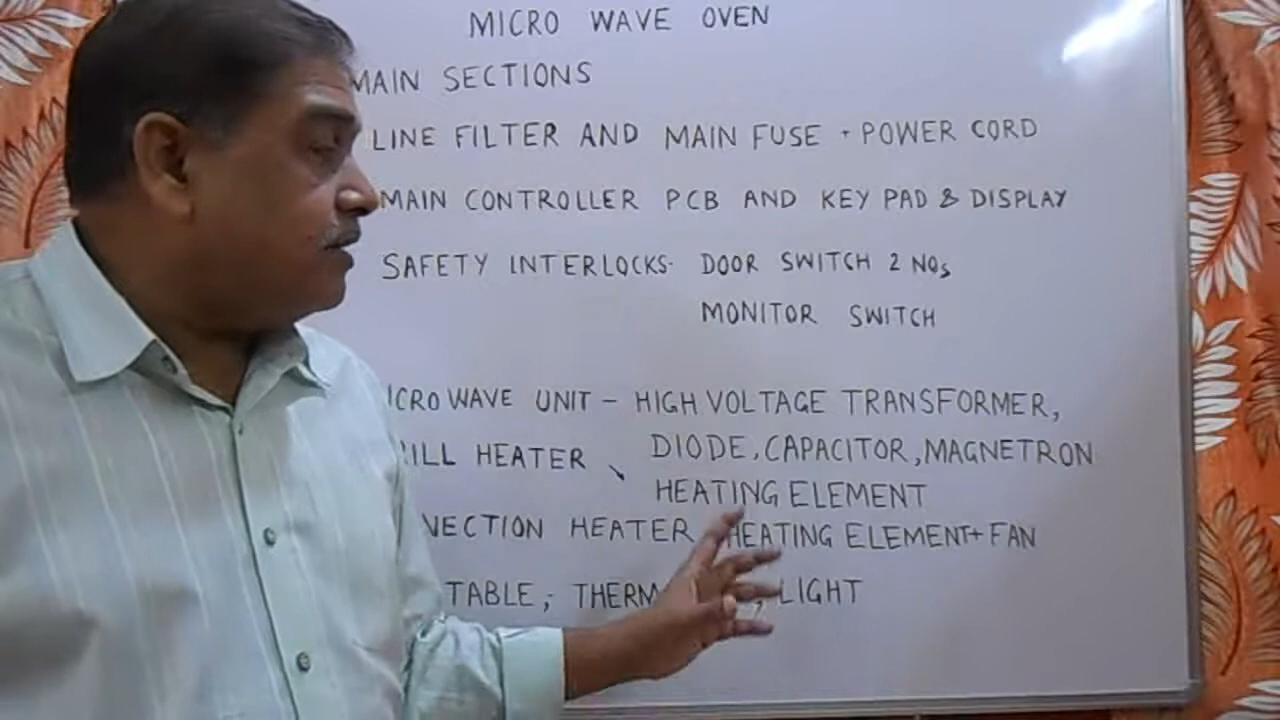 MICRO WAVE OVEN
MAIN SECTIONS
LINE FILTER AND MAIN FUSE + POWER CORD
MAIN CONTROLLER PCB AND KEY PAD & DISPLAY
SAFETY INTERLOCKS- DOOR SWITCH 2 NOs
MONITOR SWITCH
ICRO WAVE UNIT - HIGH VOLTAGE TRANSFORMER,
DIODE, CAPACITOR, MAGNETRON
ILL HEATER HEATING ELEMENT
VECTION HEATER HEATING ELEMENT + FAN
TABLE, THERM , LIGHT